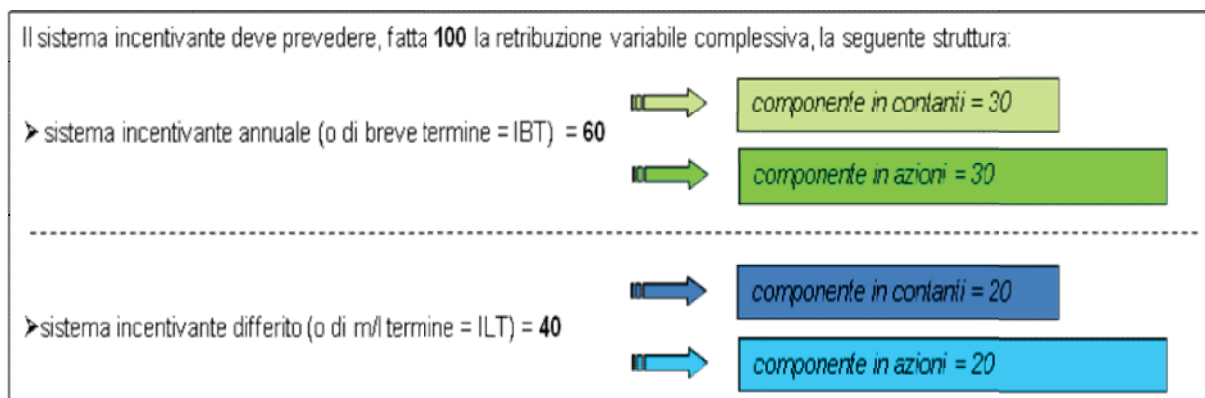 Il sistema incentivante deve prevedere, fatta 100 la retribuzione variabile complessiva, la seguente struttura:
componente in contanti = 30
➤ sistema incentivante annuale (o di breve termine = IBT) = 60
componente in azioni = 30
componente in contanti = 20
➤sistema incentivante differito (o di m/l termine = ILT) = 40
componente in azioni = 20